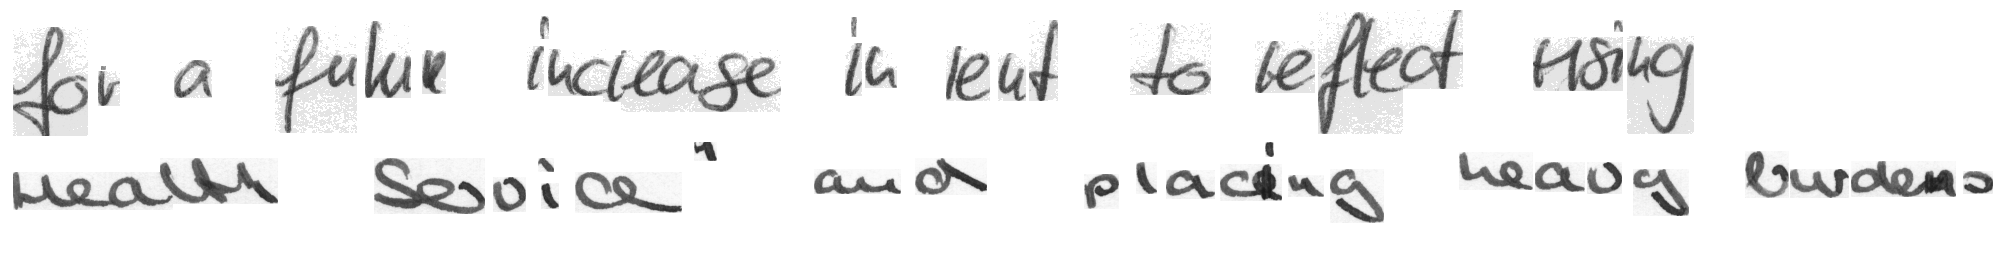 for a future increase in rent to reflect rising
Health Service" and placing heavy burdens